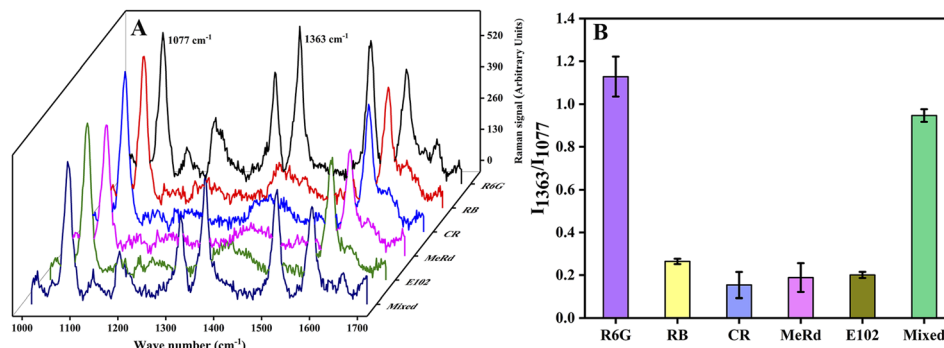 A
1077 cm⁻¹
1363 cm⁻¹
520
390
260
130
0
Raman signal (Arbitrary Units)
R6G
RB
CR
MeRd
E102
Mixed
1000 1100 1200 1300 1400 1500 1600 1700
Wave number (cm⁻¹)
B
1.4
1.2
1.0
0.8
0.6
0.4
0.2
0.0
I₁₃₆₃/I₁₀₇₇
R6G RB CR MeRd E102 Mixed